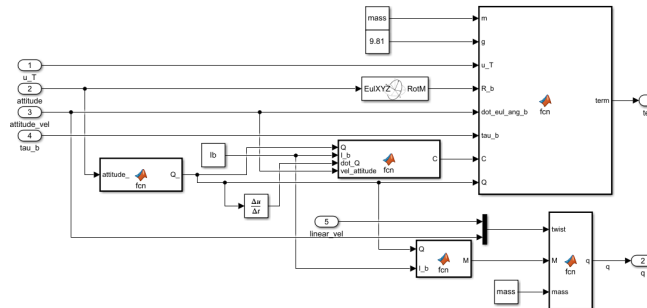 mass
m
9.81
g
1
u_T
u_T
2
attitude
EulXYZ RotM
R_b
term
3
attitude_vel
dot_eul_ang_b
fcn
4
tau_b
tau_b
Ib
Q
I_b
dot_Q
vel_attitude
C
fcn
C
attitude_
Q_
fcn
Q
Δu
Δt
5
linear_vel
twist
Q
I_b
M
fcn
M
fcn
q
q
2
q
mass
mass